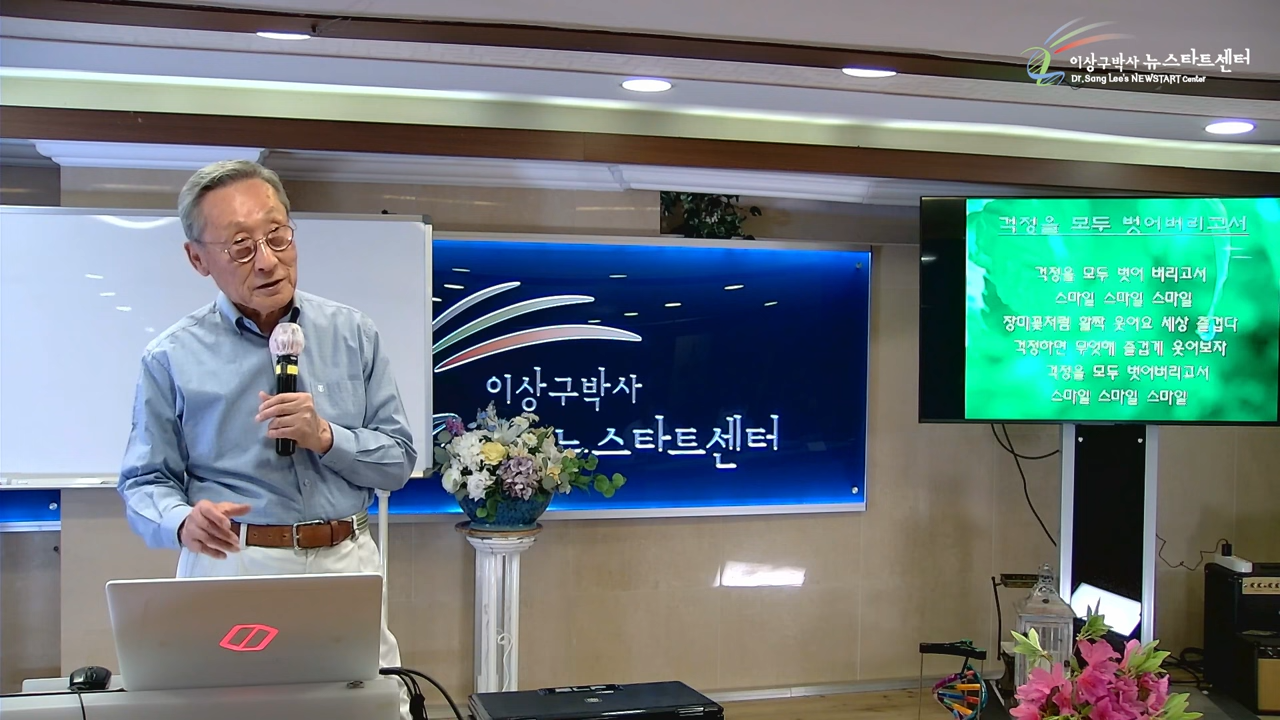 이상구박사 뉴스타트센터
Dr. Sang Lee's NEWSTART Center
걱정을 모두 벗어버리고서
걱정을 모두 벗어 버리고서
스마일 스마일 스마일
장미꽃처럼 활짝 웃어요 세상 즐겁다
걱정하면 무엇해 즐겁게 웃어보자
걱정을 모두 벗어버리고서
스마일 스마일 스마일
이상구박사
뉴스타트센터